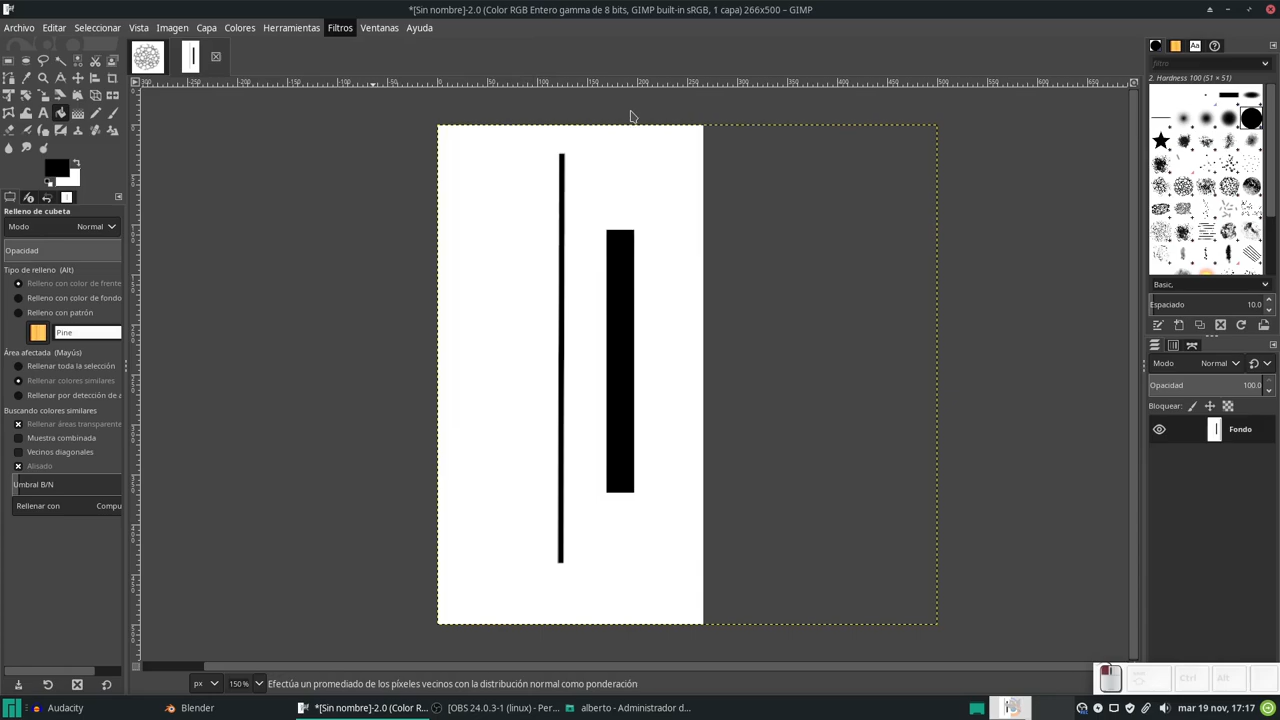 *[Sin nombre]-2.0 (Color RGB Entero gamma de 8 bits, GIMP built-in sRGB, 1 capa) 266x500 – GIMP
Archivo Editar Seleccionar Vista Imagen Capa Colores Herramientas Filtros Ventanas Ayuda
filtro
2. Hardness 100 (51 × 51)
Relleno de cubeta
Modo Normal
Opacidad
Tipo de relleno (Alt)
Relleno con color de frente
Relleno con color de fondo
Relleno con patrón
Pine
Área afectada (Mayús)
Rellenar toda la selección
Rellenar colores similares
Rellenar por detección de a
Buscando colores similares
Rellenar áreas transparente
Muestra combinada
Vecinos diagonales
Alisado
Umbral B/N
Rellenar con Compu
Basic,
Espaciado 10.0
Modo Normal
Opacidad 100.0
Bloquear:
Fondo
px 150 % Efectúa un promediado de los píxeles vecinos con la distribución normal como ponderación
Ctrl Alt
Audacity Blender *[Sin nombre]-2.0 (Color R... [OBS 24.0.3-1 (linux) - Per... alberto - Administrador d... mar 19 nov, 17:17